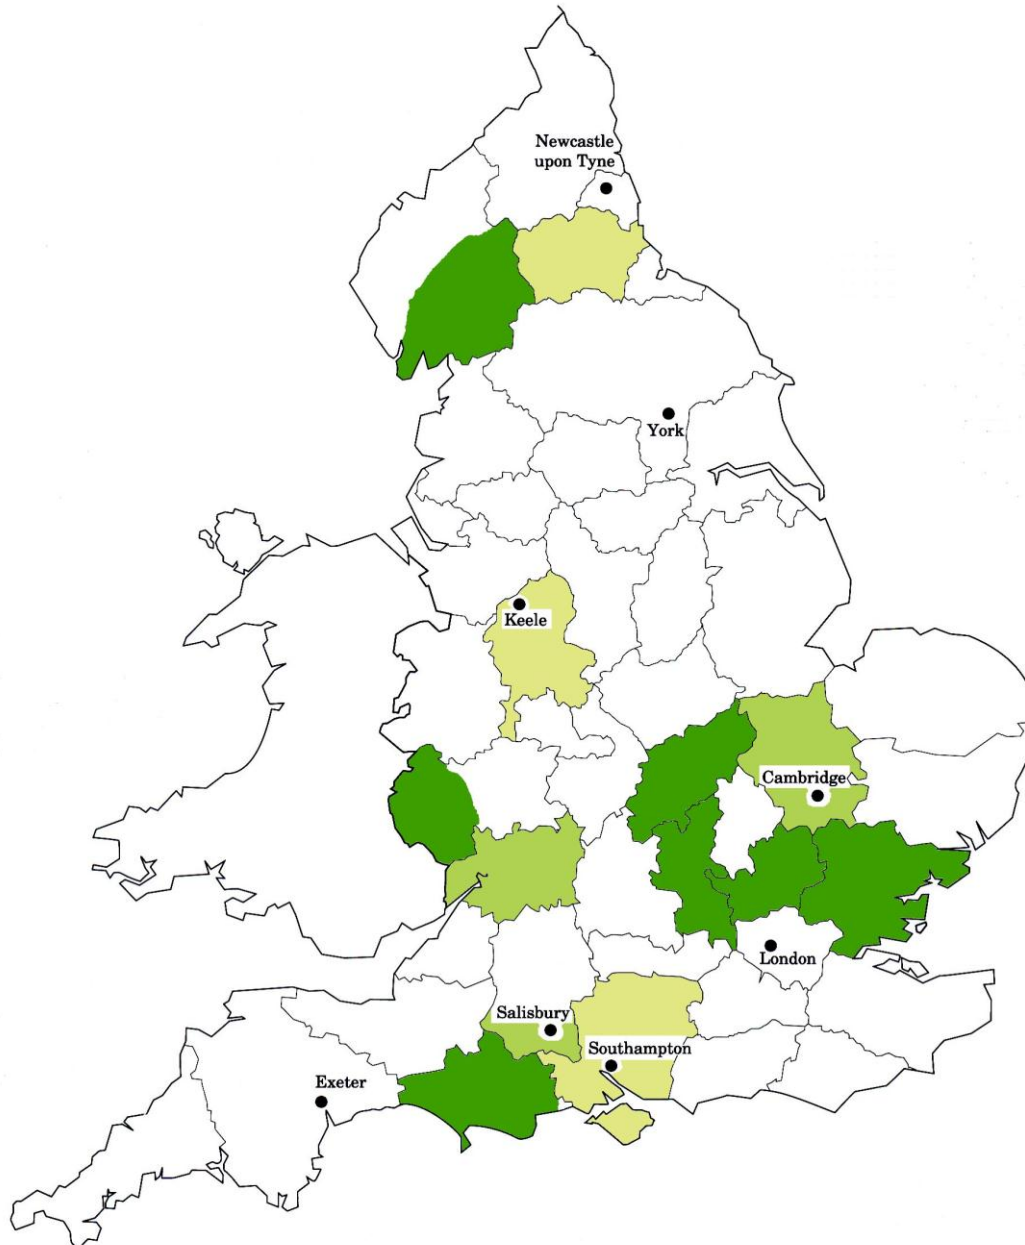 Newcastle
upon Tyne
York
Keele
Cambridge
London
Salisbury
Southampton
Exeter